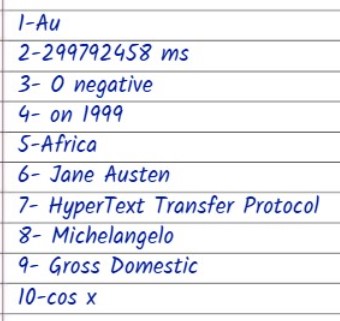 1-Au
2-299792458 ms
3- O negative
4- on 1999
5-Africa
6- Jane Austen
7- HyperText Transfer Protocol
8- Michelangelo
9- Gross Domestic
10-cos x